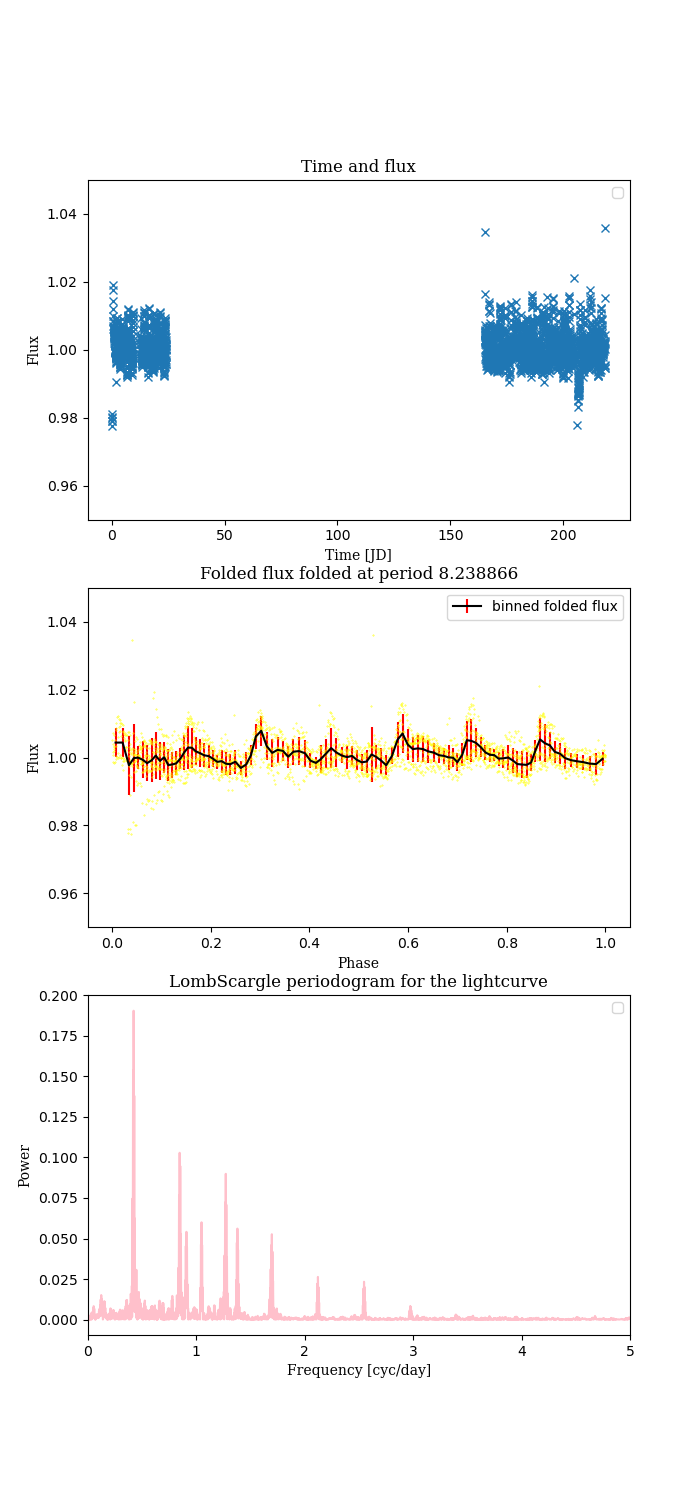 Time and flux
1.04
1.02
1.00
0.98
0.96
Flux
0 50 100 150 200
Time [JD]
Folded flux folded at period 8.238866
binned folded flux
1.04
1.02
1.00
0.98
0.96
Flux
0.0 0.2 0.4 0.6 0.8 1.0
Phase
LombScargle periodogram for the lightcurve
0.200
0.175
0.150
0.125
0.100
0.075
0.050
0.025
0.000
Power
0 1 2 3 4 5
Frequency [cyc/day]